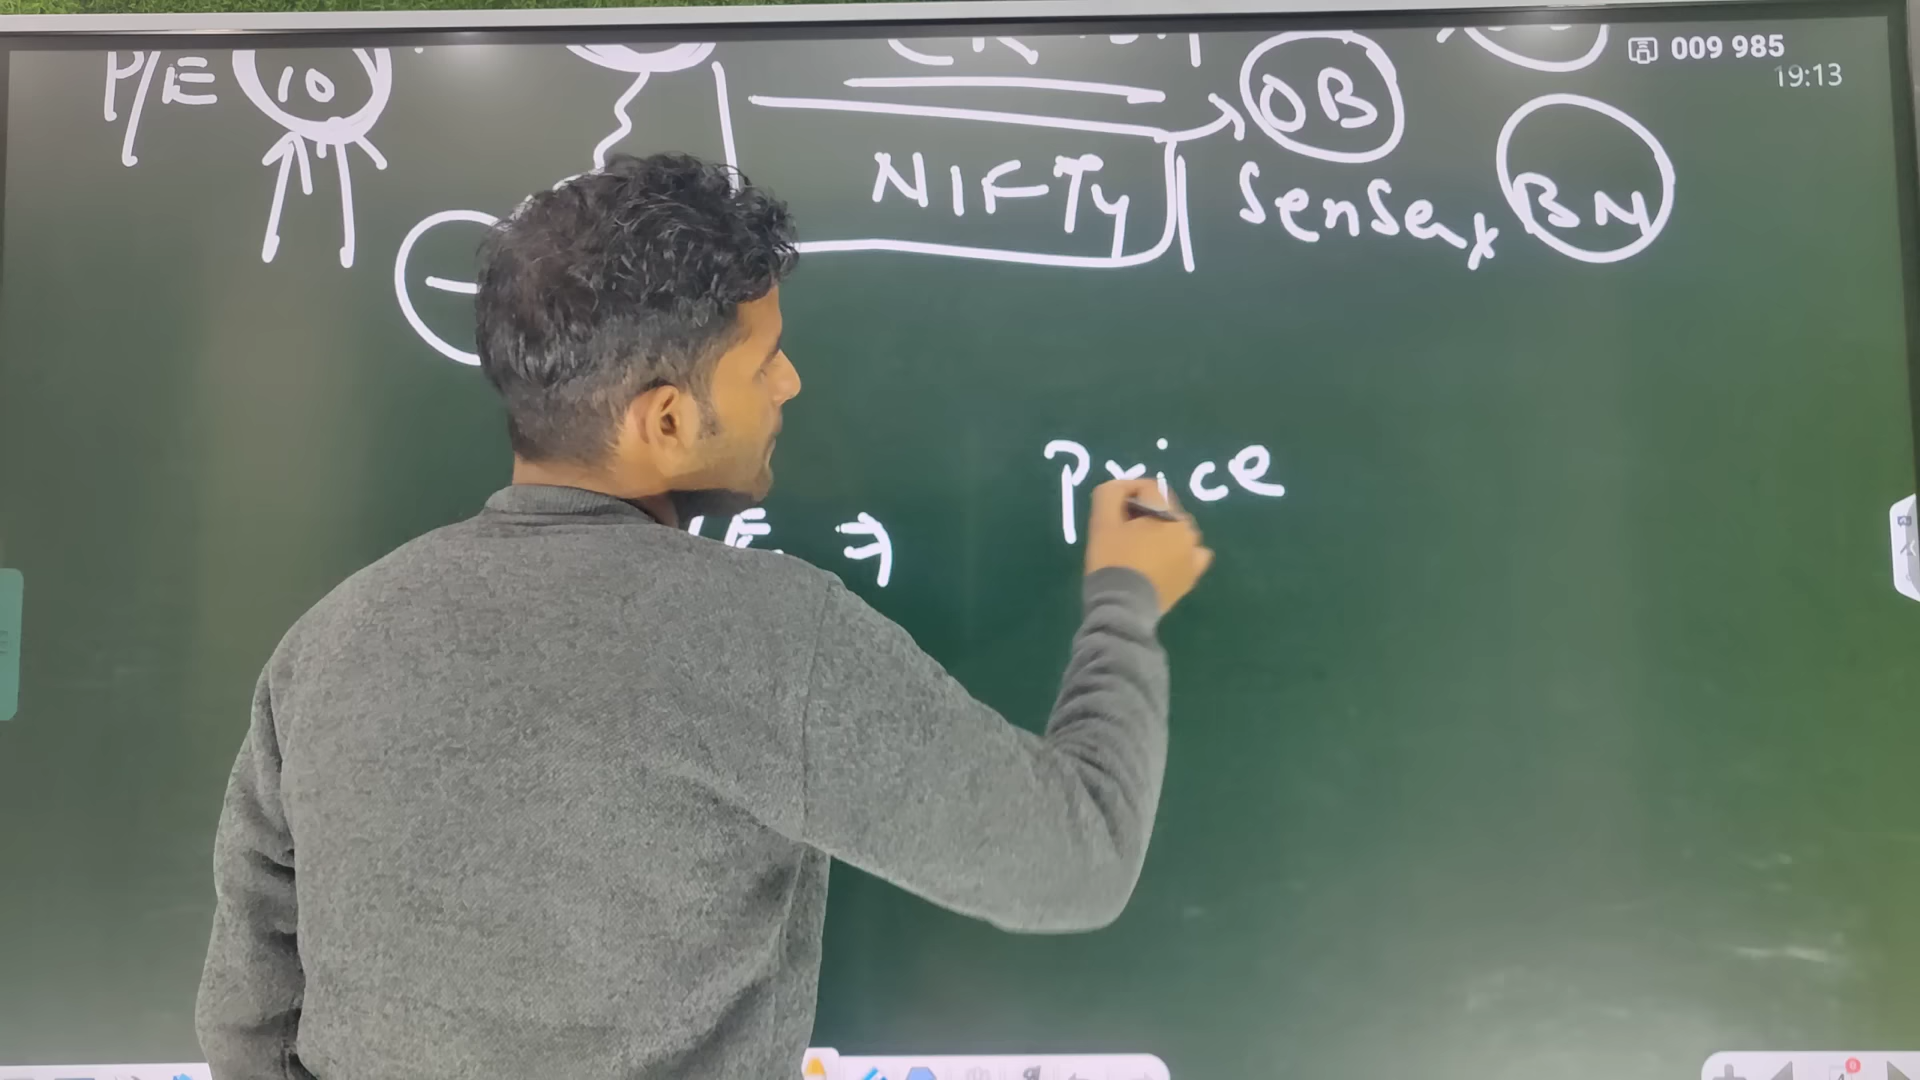 009 985
19:13
P/E 10 OB
NIFTY Sensex BN
Price
/E ⇒